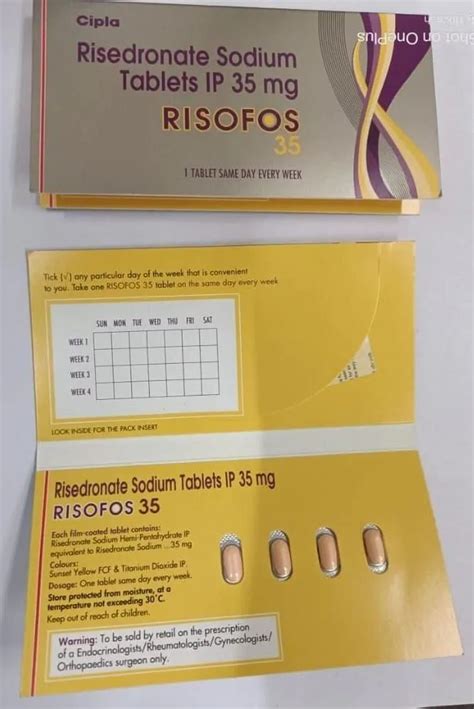 Cipla
Shot on OnePlus
Risedronate Sodium
Tablets IP 35 mg
RISOFOS
35
1 TABLET SAME DAY EVERY WEEK
Tick (√) any particular day of the week that is convenient
to you. Take one RISOFOS 35 tablet on the same day every week
SUN MON TUE WED THU FRI SAT
WEEK 1
WEEK 2
WEEK 3
WEEK 4
LOOK INSIDE FOR THE PACK INSERT
Risedronate Sodium Tablets IP 35 mg
RISOFOS 35
Each film-coated tablet contains:
Risedronate Sodium Hemi-Pentahydrate IP
equivalent to Risedronate Sodium ...35 mg
Colours:
Sunset Yellow FCF & Titanium Dioxide IP.
Dosage: One tablet same day every week.
Store protected from moisture, at a
temperature not exceeding 30°C.
Keep out of reach of children.
Warning: To be sold by retail on the prescription
of a Endocrinologists/Rheumatologists/Gynecologists/
Orthopaedics surgeon only.